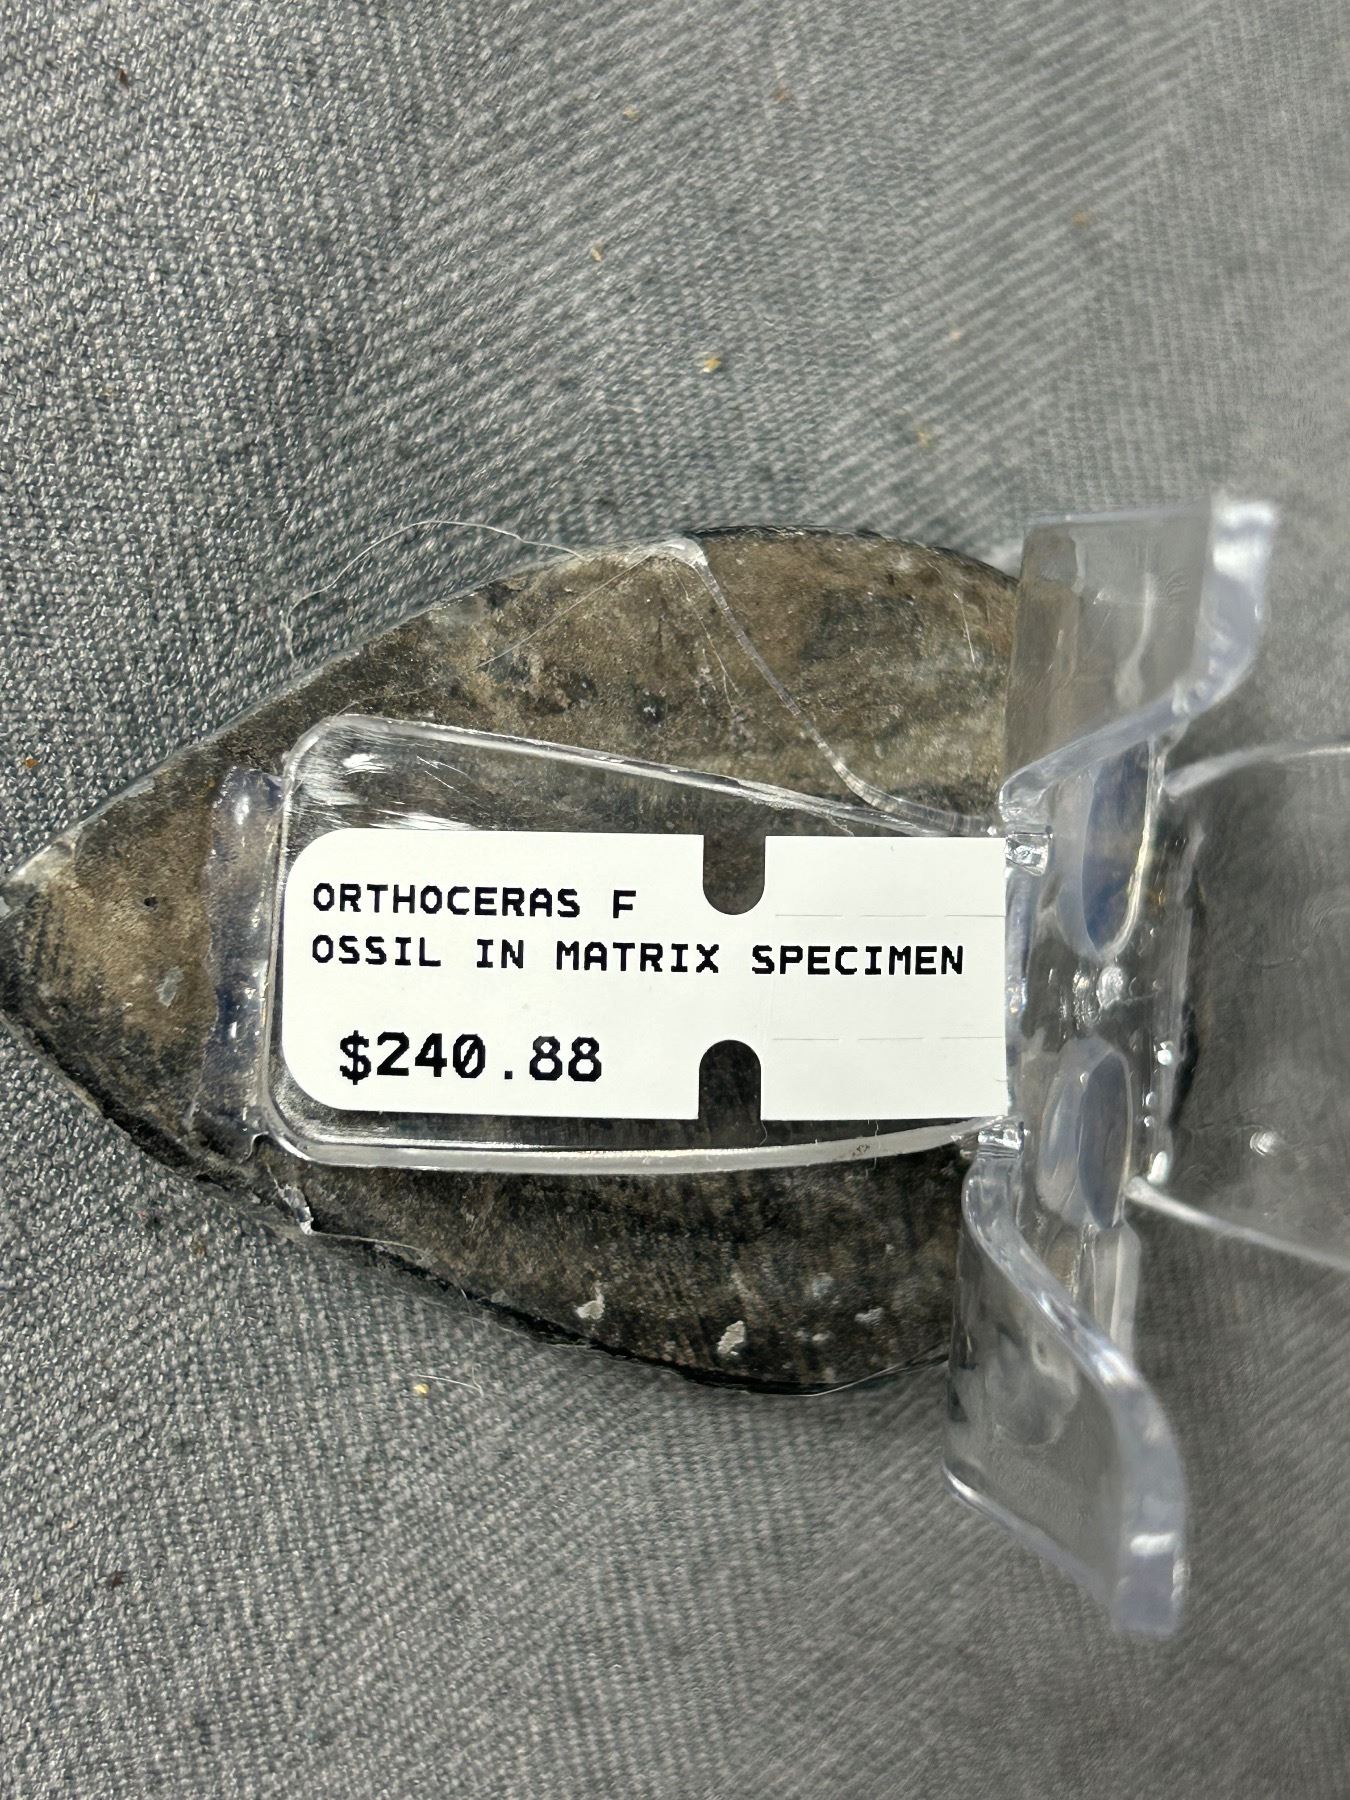 ORTHOCERAS F
OSSIL IN MATRIX SPECIMEN
$240.88